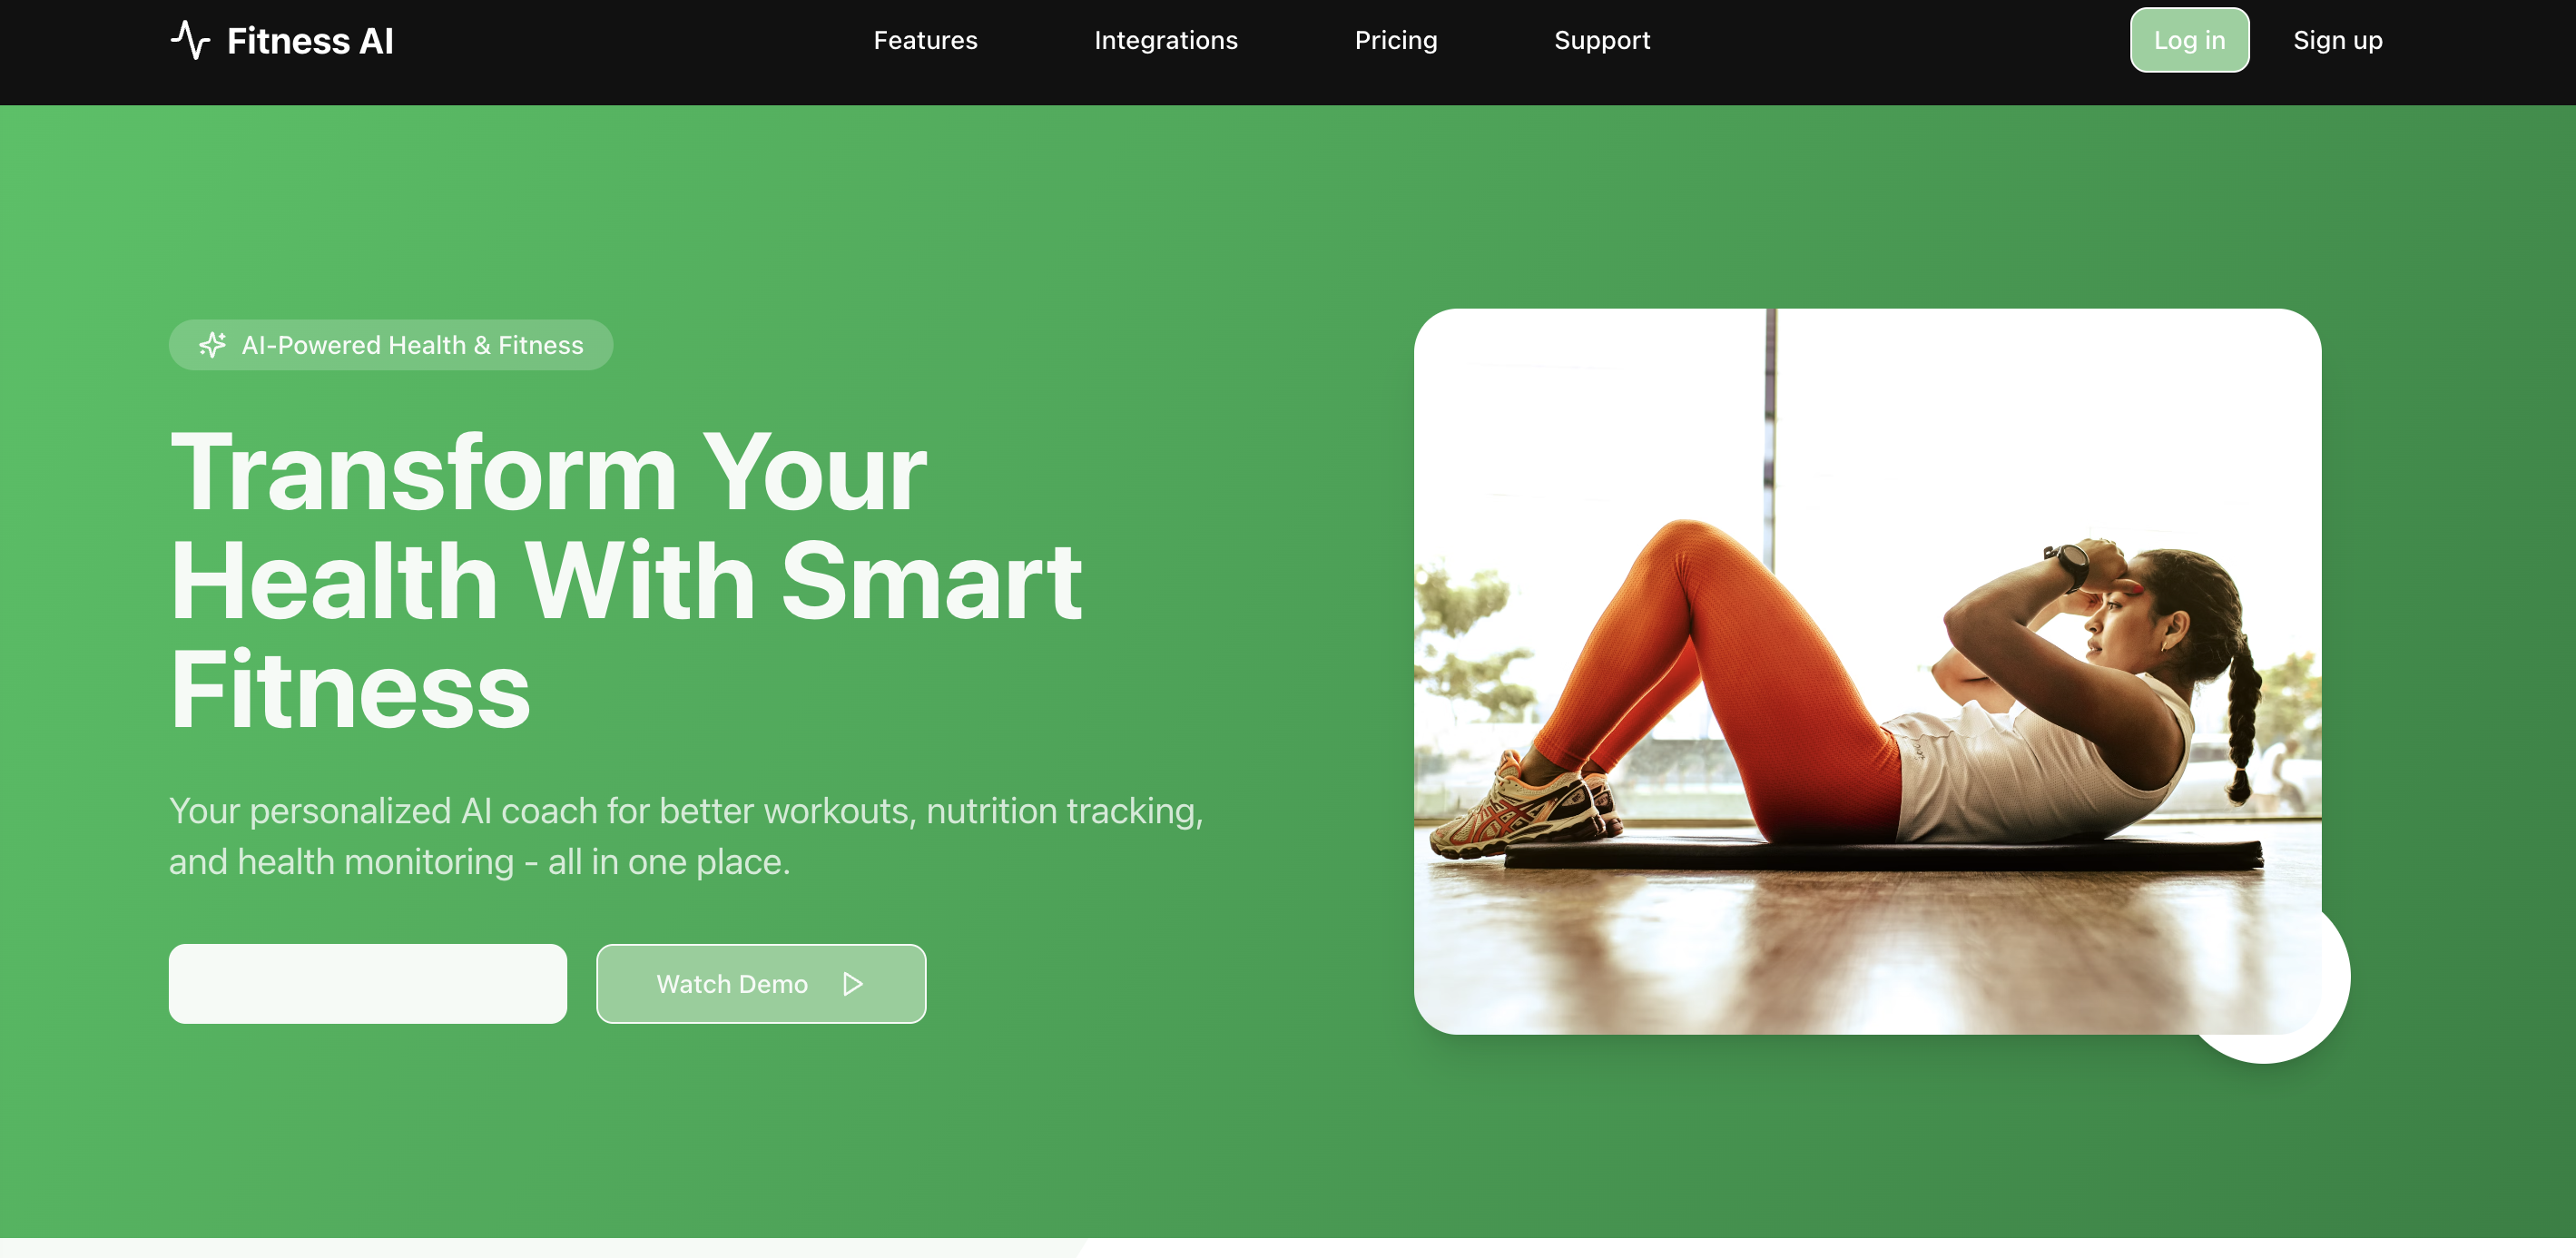 Fitness AI
Features
Integrations
Pricing
Support
Log in
Sign up
AI-Powered Health & Fitness
Transform Your
Health With Smart
Fitness
Your personalized AI coach for better workouts, nutrition tracking,
and health monitoring - all in one place.
Watch Demo